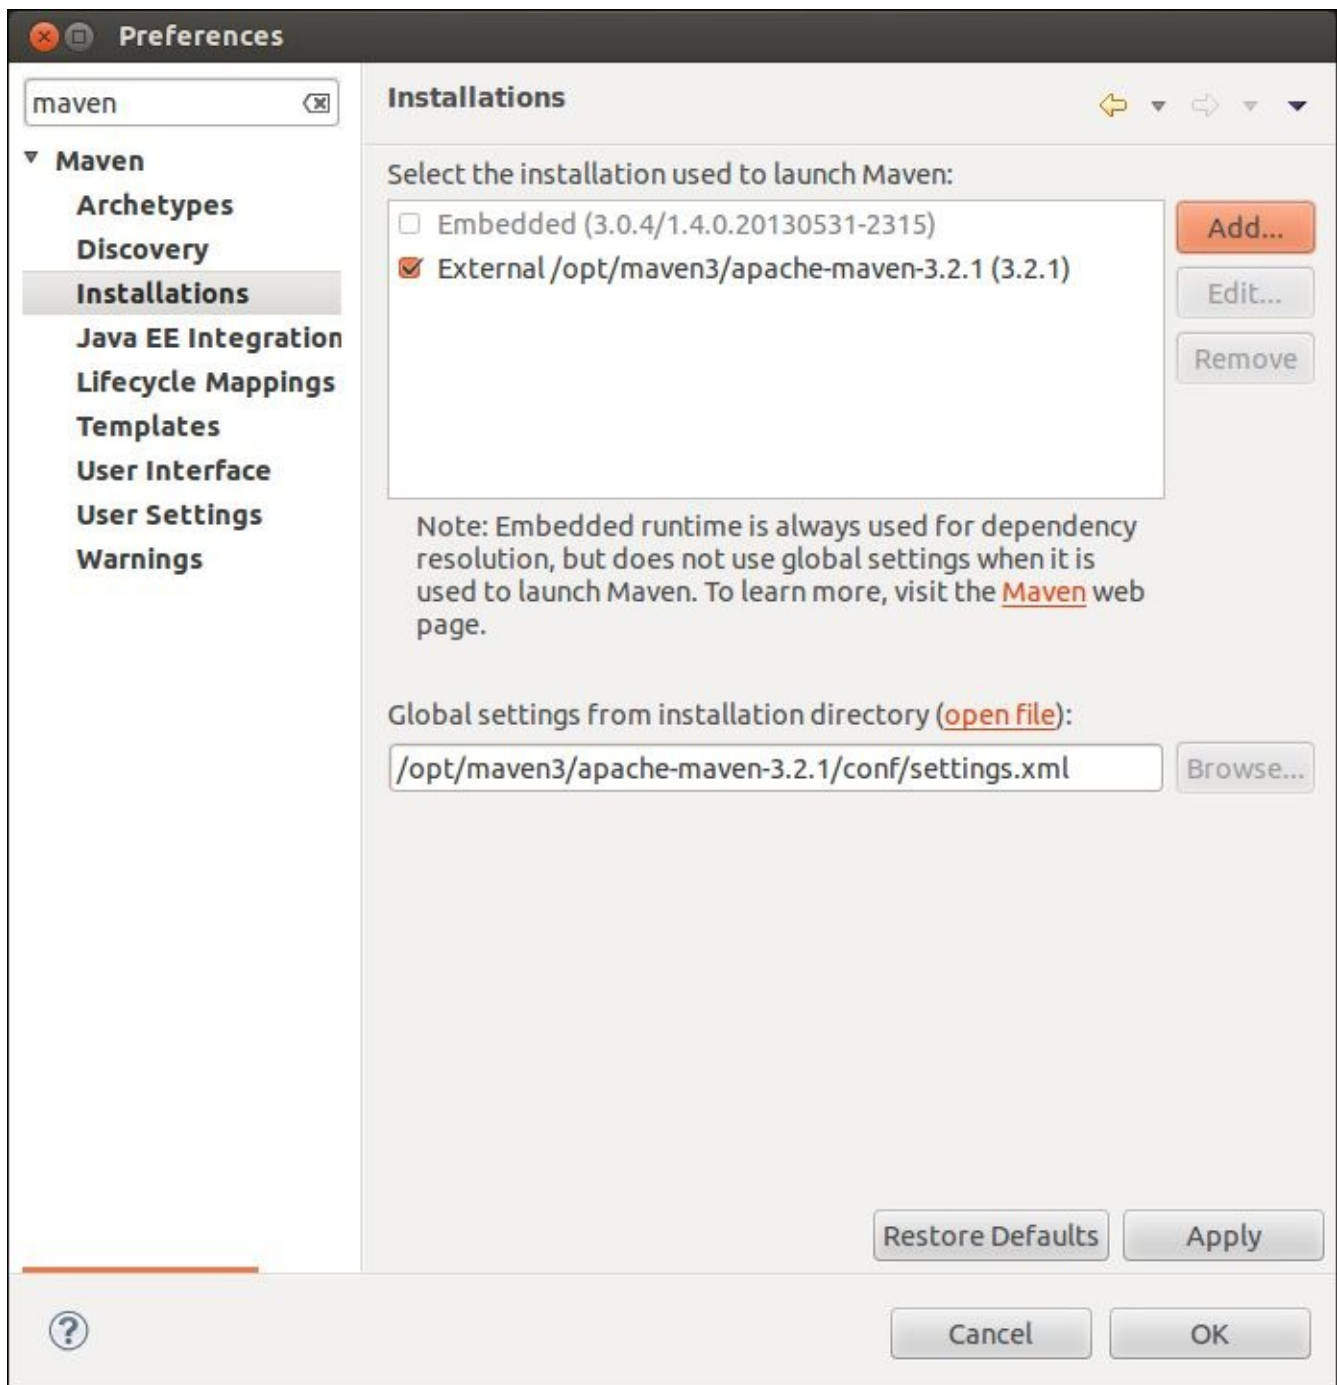 Preferences
maven
Maven
Archetypes
Discovery
Installations
Java EE Integration
Lifecycle Mappings
Templates
User Interface
User Settings
Warnings
Installations
Select the installation used to launch Maven:
Embedded (3.0.4/1.4.0.20130531-2315)
External /opt/maven3/apache-maven-3.2.1 (3.2.1)
Add...
Edit...
Remove
Note: Embedded runtime is always used for dependency
resolution, but does not use global settings when it is
used to launch Maven. To learn more, visit the Maven web
page.
Global settings from installation directory (open file):
/opt/maven3/apache-maven-3.2.1/conf/settings.xml
Browse...
Restore Defaults
Apply
?
Cancel
OK